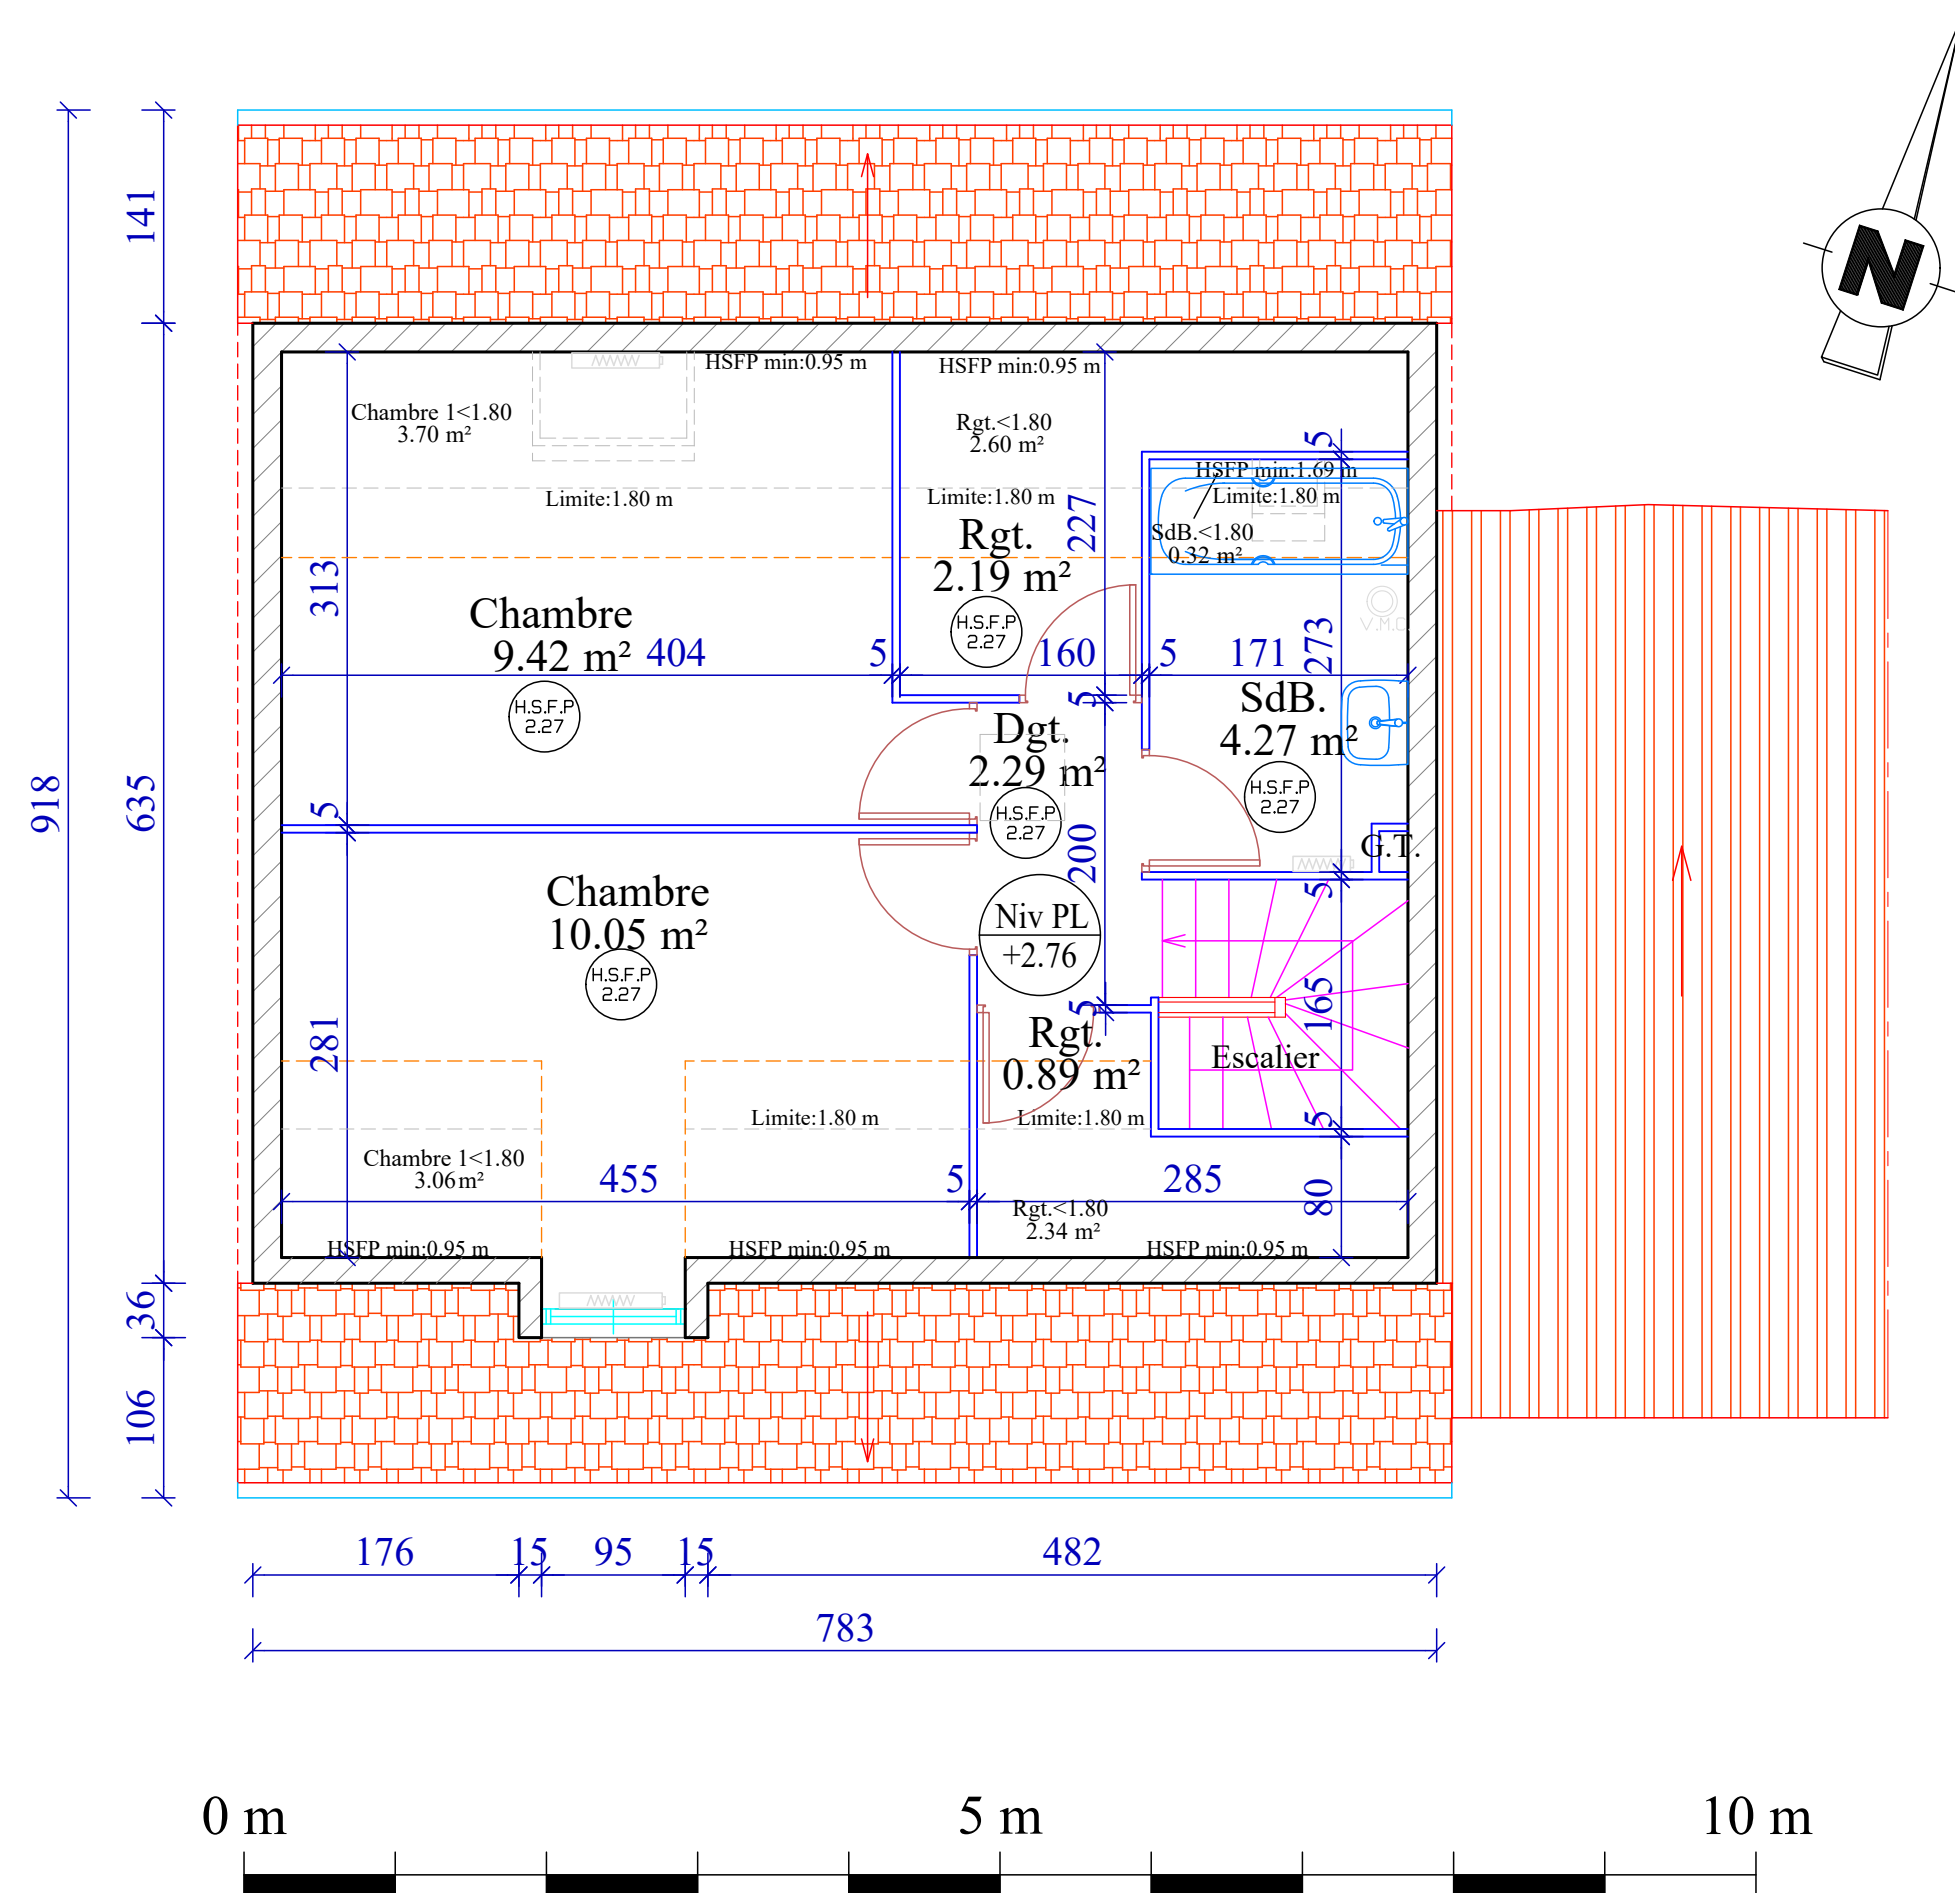 N
141
HSFP min:0.95 m
HSFP min:0.95 m
Chambre 1<1.80
3.70 m²
Rgt.<1.80
2.60 m²
5
HSFP min:1.69 m
Limite:1.80 m
Limite:1.80 m
Limite:1.80 m
227
SdB.<1.80
0.32 m²
Rgt.
2.19 m²
H.S.F.P
2.27
313
Chambre
9.42 m²
H.S.F.P
2.27
404
5
160
5
171
273
V.M.C
5
SdB.
4.27 m²
H.S.F.P
2.27
Dgt.
2.29 m²
H.S.F.P
2.27
918
635
5
200
G.T.
5
Chambre
10.05 m²
H.S.F.P
2.27
Niv PL
+2.76
5
165
281
Rgt.
0.89 m²
Escalier
Limite:1.80 m
Limite:1.80 m
5
Chambre 1<1.80
3.06 m²
455
5
285
80
Rgt.<1.80
2.34 m²
HSFP min:0.95 m
HSFP min:0.95 m
HSFP min:0.95 m
36
106
176
15
95
15
482
783
0 m
5 m
10 m